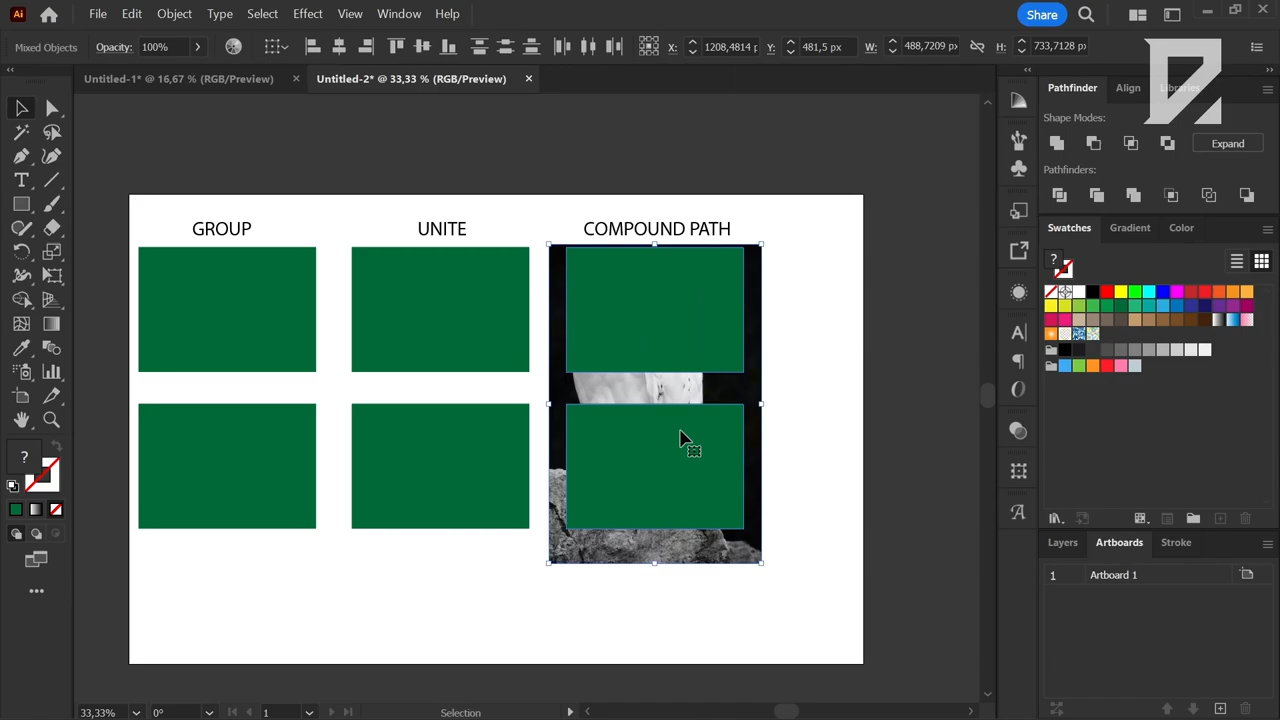 Ai File Edit Object Type Select Effect View Window Help Share
Mixed Objects Opacity: 100% X: 1208,4814 p Y: 481,5 px W: 488,7209 px H: 733,7128 px
Untitled-1* @ 16,67 % (RGB/Preview) Untitled-2* @ 33,33 % (RGB/Preview)
Pathfinder Align Libraries
Shape Modes:
Expand
Pathfinders:
Swatches Gradient Color
GROUP UNITE COMPOUND PATH
Layers Artboards Stroke
1 Artboard 1
33,33% 0° 1 Selection